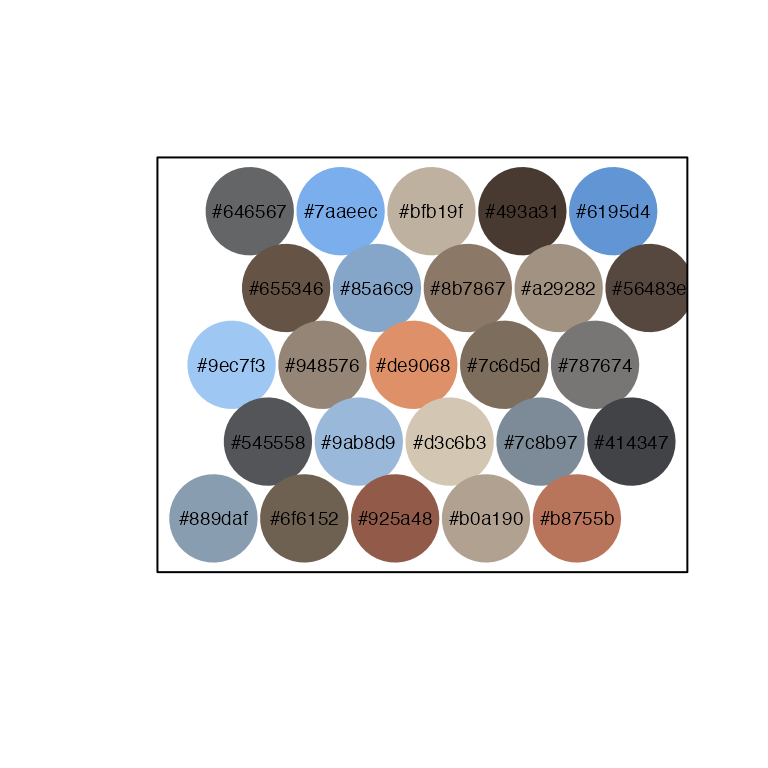 #646567 #7aaeec #bfb19f #493a31 #6195d4
#655346 #85a6c9 #8b7867 #a29282 #56483e
#9ec7f3 #948576 #de9068 #7c6d5d #787674
#545558 #9ab8d9 #d3c6b3 #7c8b97 #414347
#889daf #6f6152 #925a48 #b0a190 #b8755b